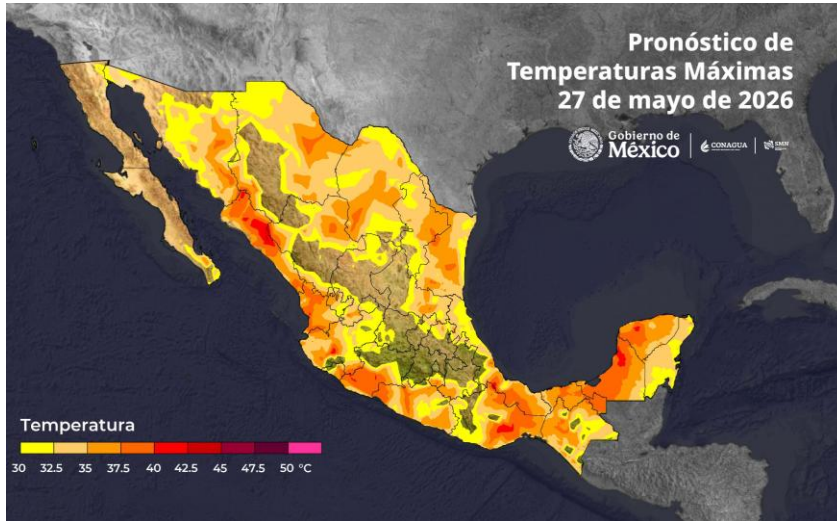 Pronóstico de
Temperaturas Máximas
27 de mayo de 2026
Gobierno de
México
CONAGUA
SMN
Temperatura
30 32.5 35 37.5 40 42.5 45 47.5 50 °C